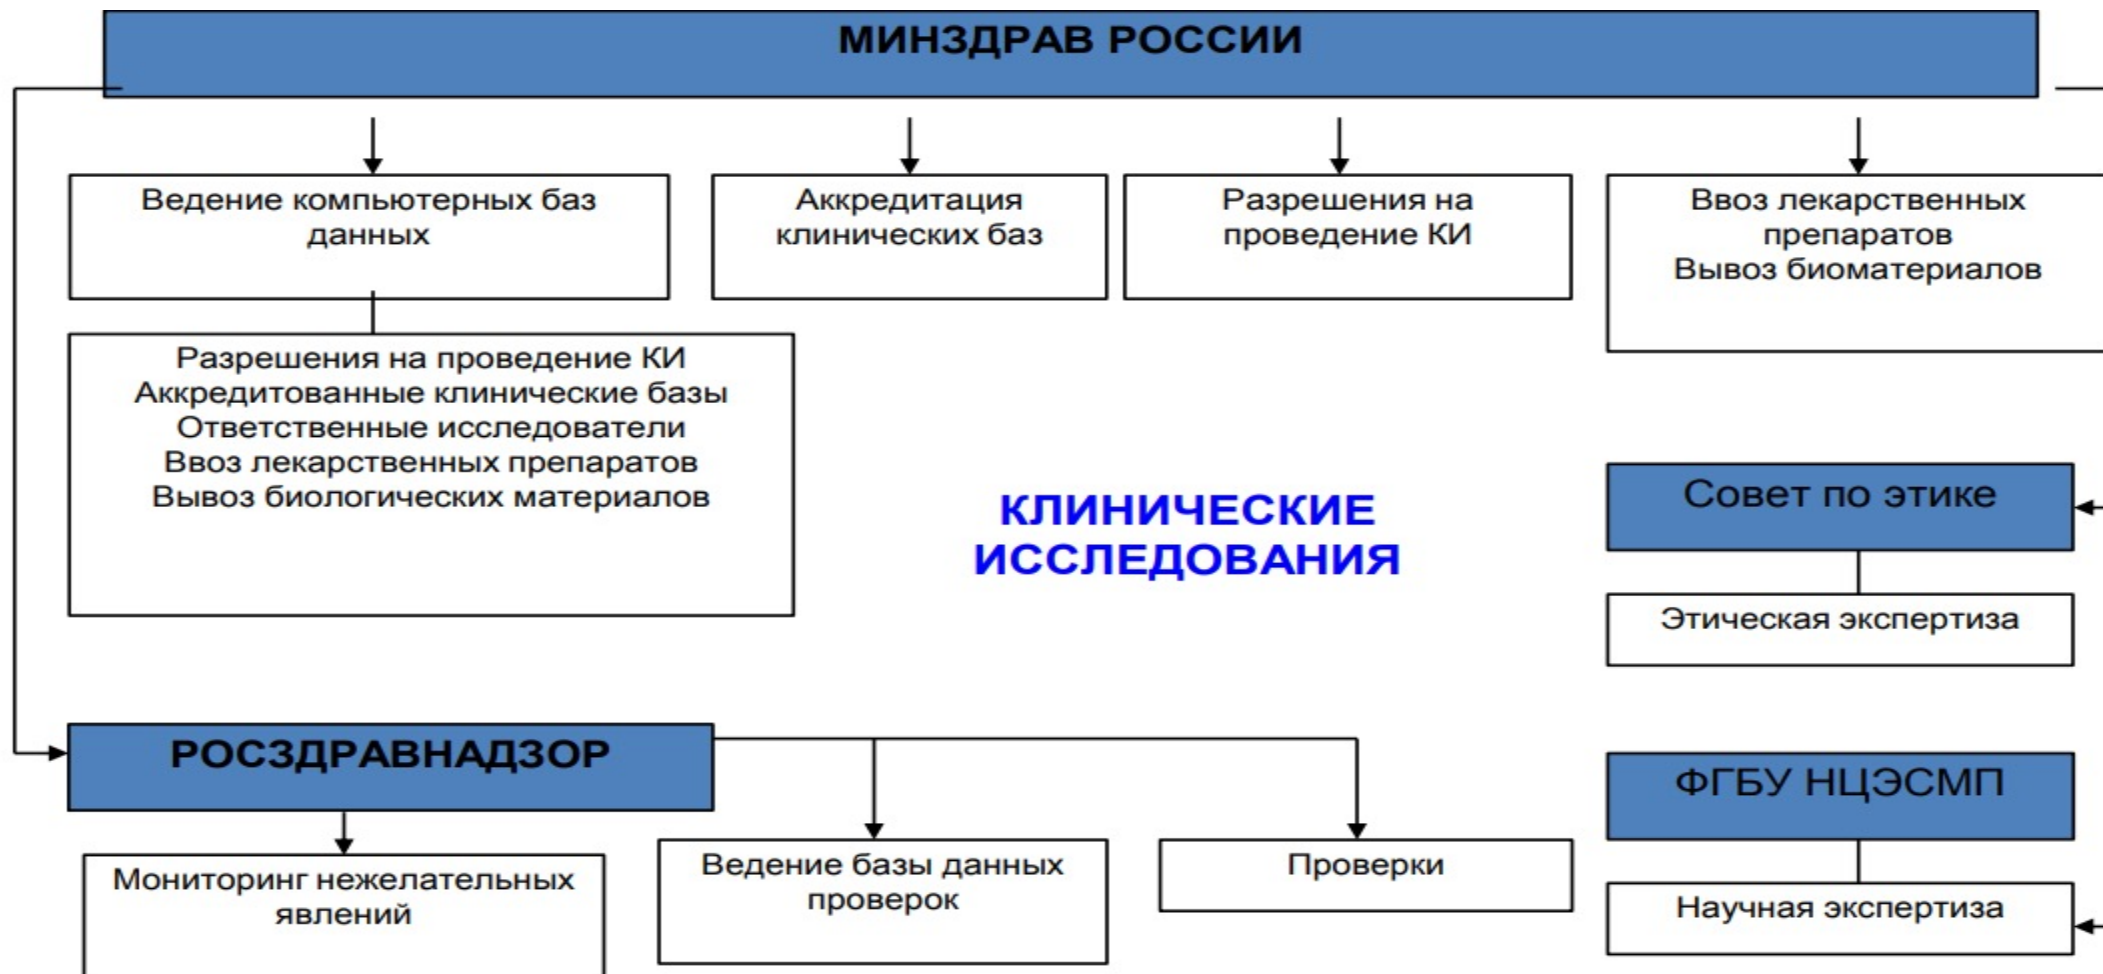 МИНЗДРАВ РОССИИ
Ведение компьютерных баз
данных
Аккредитация
клинических баз
Разрешения на
проведение КИ
Ввоз лекарственных
препаратов
Вывоз биоматериалов
Разрешения на проведение КИ
Аккредитованные клинические базы
Ответственные исследователи
Ввоз лекарственных препаратов
Вывоз биологических материалов
КЛИНИЧЕСКИЕ
ИССЛЕДОВАНИЯ
Совет по этике
Этическая экспертиза
РОСЗДРАВНАДЗОР
ФГБУ НЦЭСМП
Мониторинг нежелательных
явлений
Ведение базы данных
проверок
Проверки
Научная экспертиза